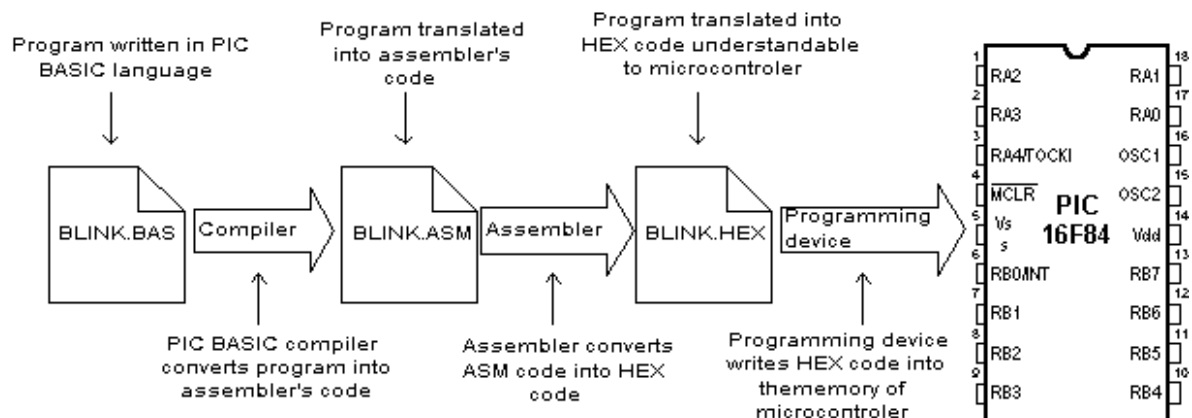 Program written in PIC
BASIC language
Program translated
into assembler's
code
Program translated into
HEX code understandable
to microcontroler
BLINK.BAS
Compiler
BLINK.ASM
Assembler
BLINK.HEX
Programming
device
PIC BASIC compiler
converts program into
assembler's code
Assembler converts
ASM code into HEX
code
Programming device
writes HEX code into
thememory of
microcontroler
PIC
16F84
1 RA2 RA1 18
2 RA3 RA0 17
3 RA4/TOCKI OSC1 16
4 MCLR OSC2 15
5 Vs
s Vdd 14
6 RB0/INT RB7 13
7 RB1 RB6 12
8 RB2 RB5 11
9 RB3 RB4 10